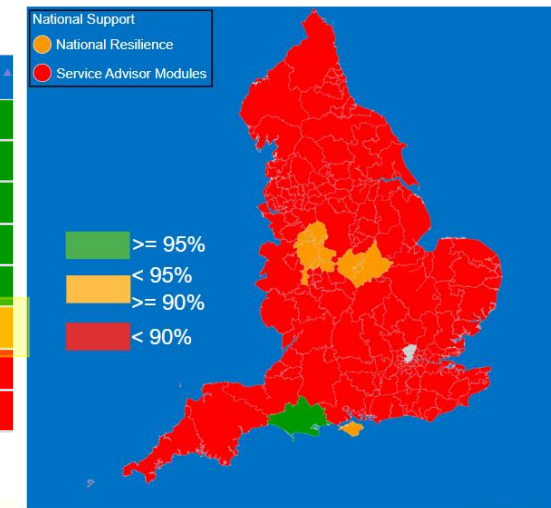 National Support
National Resilience
Service Advisor Modules
>= 95%
< 95%
>= 90%
< 90%